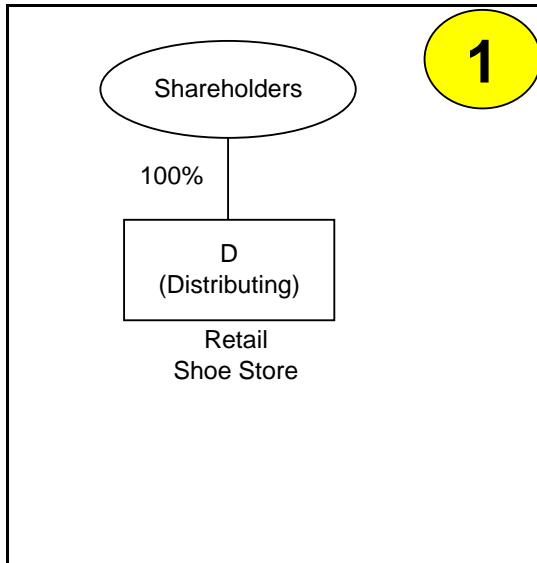 1
Shareholders
100%
D
(Distributing)
Retail
Shoe Store